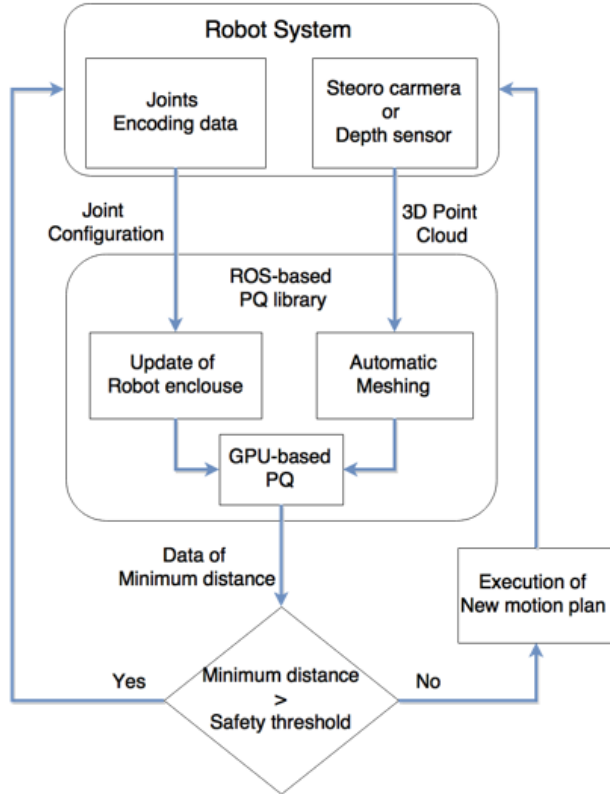 Robot System
Joints
Encoding data
Steoro carmera
or
Depth sensor
Joint
Configuration
3D Point
Cloud
ROS-based
PQ library
Update of
Robot enclouse
Automatic
Meshing
GPU-based
PQ
Data of
Minimum distance
Execution of
New motion plan
Yes
Minimum distance
>
Safety threshold
No